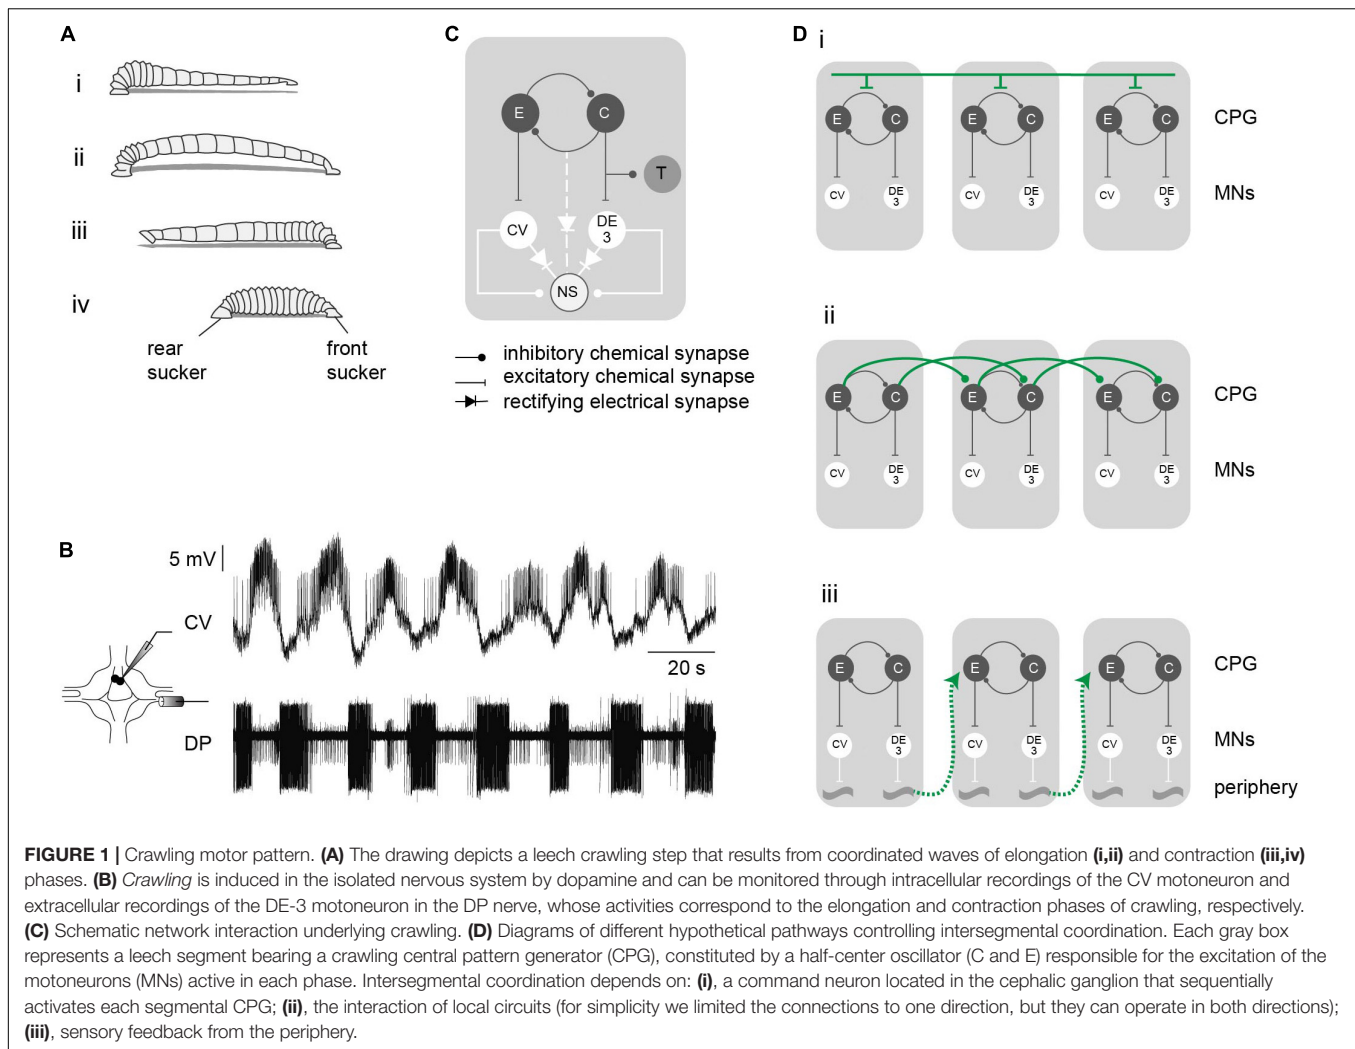 A
i
ii
iii
iv
rear
sucker
front
sucker
B
5 mV
CV
20 s
DP
C
E
C
T
CV
DE
3
NS
inhibitory chemical synapse
excitatory chemical synapse
rectifying electrical synapse
D
i
E
C
E
C
E
C
CPG
CV
DE
3
CV
DE
3
CV
DE
3
MNs
ii
E
C
E
C
E
C
CPG
CV
DE
3
CV
DE
3
CV
DE
3
MNs
iii
E
C
E
C
E
C
CPG
CV
DE
3
CV
DE
3
CV
DE
3
MNs
periphery
FIGURE 1 | Crawling motor pattern. (A) The drawing depicts a leech crawling step that results from coordinated waves of elongation (i,ii) and contraction (iii,iv)
phases. (B) Crawling is induced in the isolated nervous system by dopamine and can be monitored through intracellular recordings of the CV motoneuron and
extracellular recordings of the DE-3 motoneuron in the DP nerve, whose activities correspond to the elongation and contraction phases of crawling, respectively.
(C) Schematic network interaction underlying crawling. (D) Diagrams of different hypothetical pathways controlling intersegmental coordination. Each gray box
represents a leech segment bearing a crawling central pattern generator (CPG), constituted by a half-center oscillator (C and E) responsible for the excitation of the
motoneurons (MNs) active in each phase. Intersegmental coordination depends on: (i), a command neuron located in the cephalic ganglion that sequentially
activates each segmental CPG; (ii), the interaction of local circuits (for simplicity we limited the connections to one direction, but they can operate in both directions);
(iii), sensory feedback from the periphery.